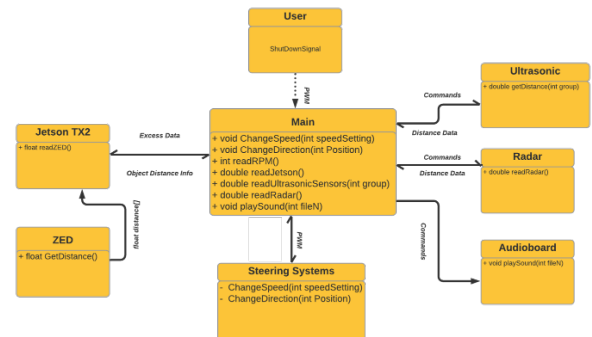 User
ShutDownSignal
PWM
Ultrasonic
+ double getDistance(int group)
Commands
Distance Data
Main
+ void ChangeSpeed(int speedSetting)
+ void ChangeDirection(int Position)
+ int readRPM()
+ double readJetson()
+ double readUltrasonicSensors(int group)
+ double readRadar()
+ void playSound(int fileN)
Jetson TX2
+ float readZED()
Excess Data
Object Distance Info
Commands
Distance Data
Radar
+ double readRadar()
float distance()
ZED
+ float GetDistance()
PWM
Commands
Audioboard
+ void playSound(int fileN)
Steering Systems
- ChangeSpeed(int speedSetting)
- ChangeDirection(int Position)